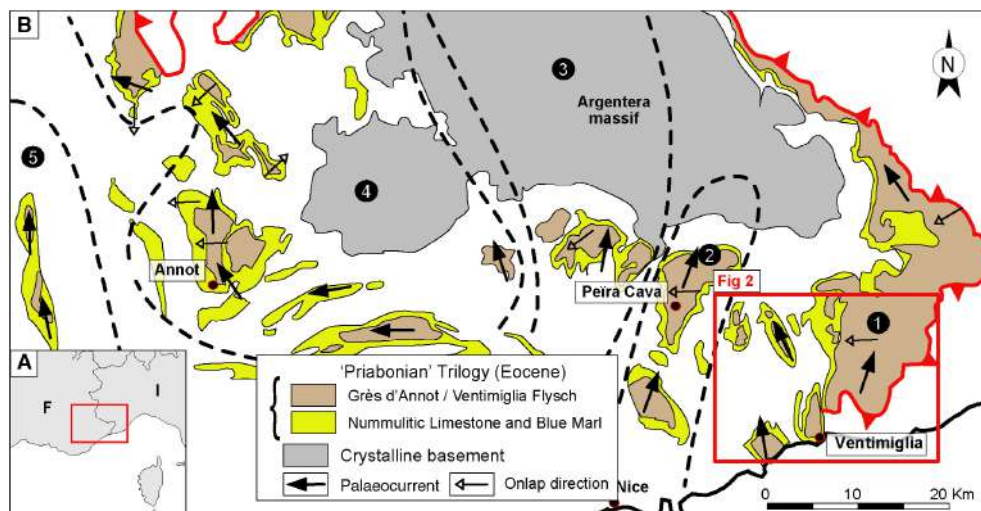 B
N
3
Argentera
massif
5
4
Annot
2
Peïra Cava
Fig 2
1
A
F
I
'Priabonian' Trilogy (Eocene)
Grès d'Annot / Ventimiglia Flysch
Nummulitic Limestone and Blue Marl
Crystalline basement
Palaeocurrent
Onlap direction
Ventimiglia
Nice
0 10 20 Km